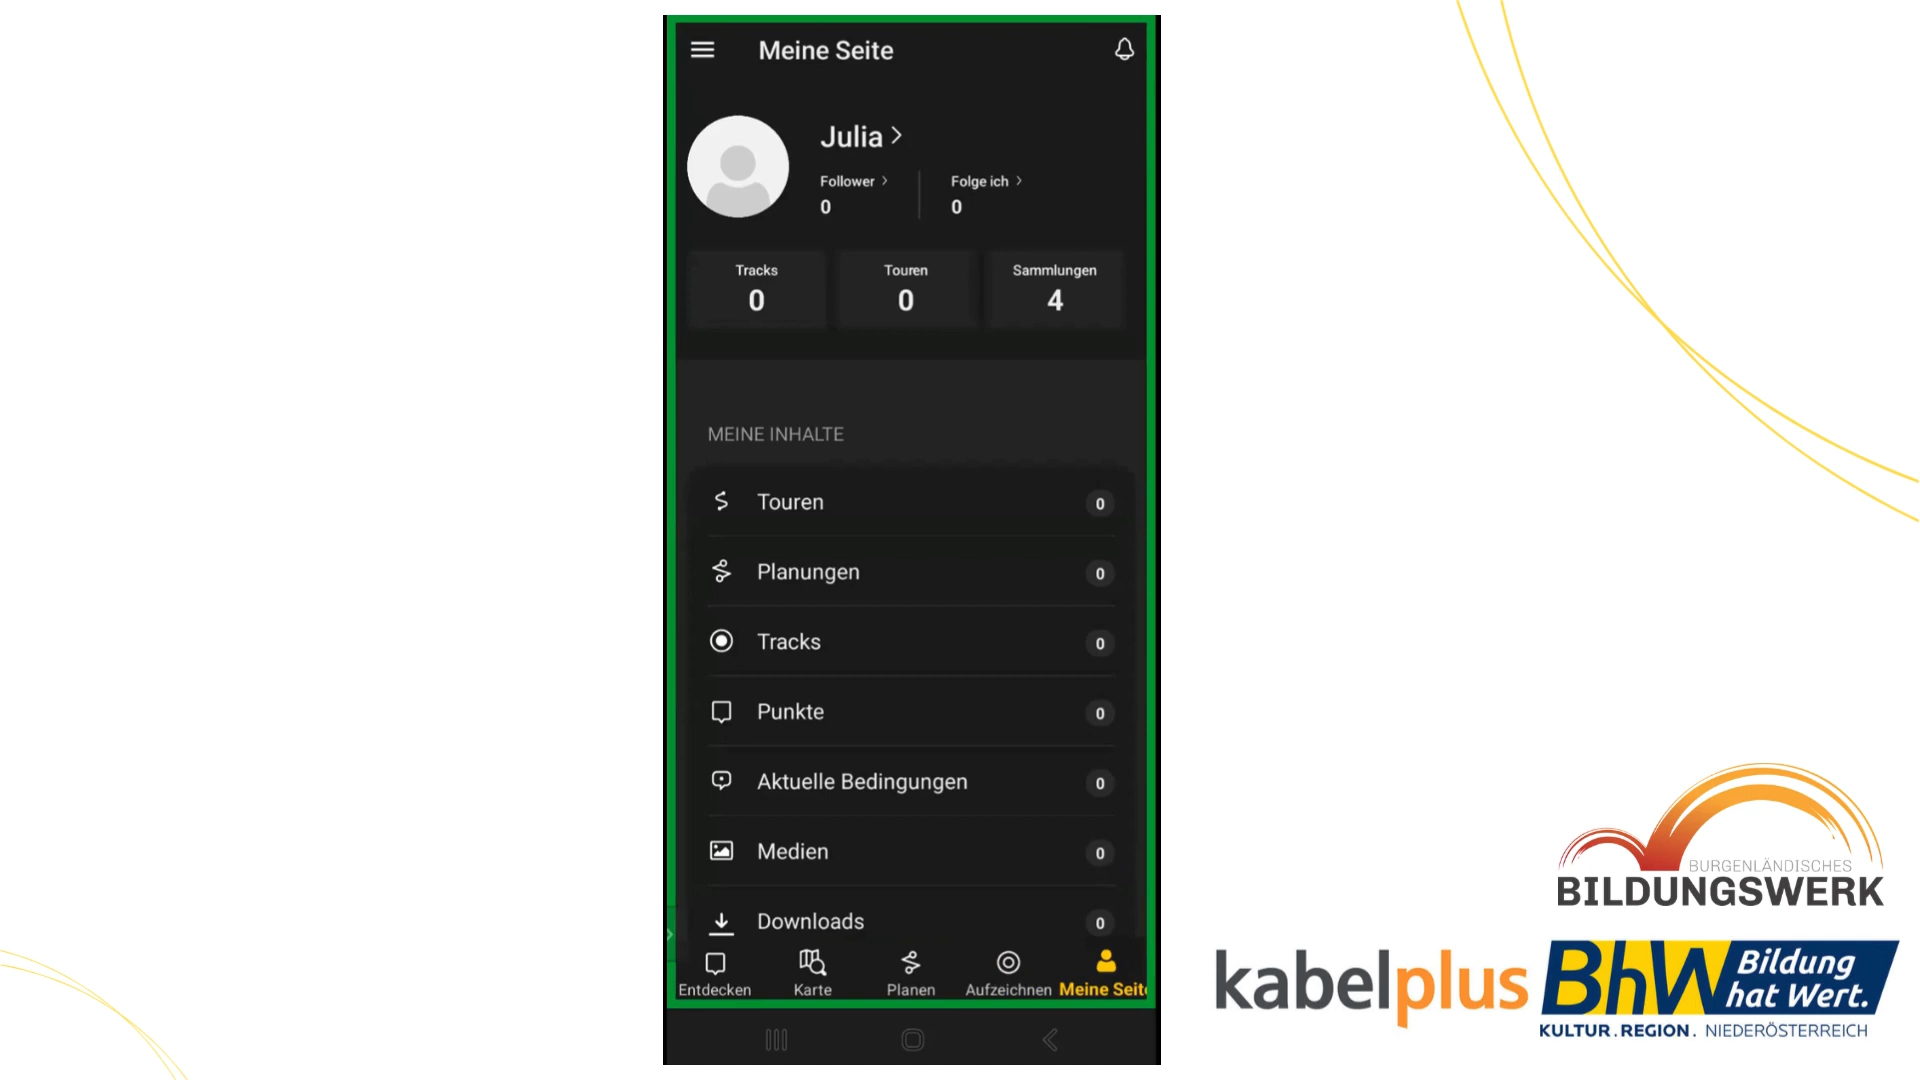 Meine Seite
Julia
Follower
Folge ich
0
0
Tracks
Touren
Sammlungen
0
0
4
MEINE INHALTE
Touren 0
Planungen 0
Tracks 0
Punkte 0
Aktuelle Bedingungen 0
Medien 0
Downloads 0
Entdecken
Karte
Planen
Aufzeichnen
Meine Seite
BURGENLÄNDISCHES
BILDUNGSWERK
kabelplus
BhW
Bildung
hat Wert.
KULTUR.REGION. NIEDERÖSTERREICH